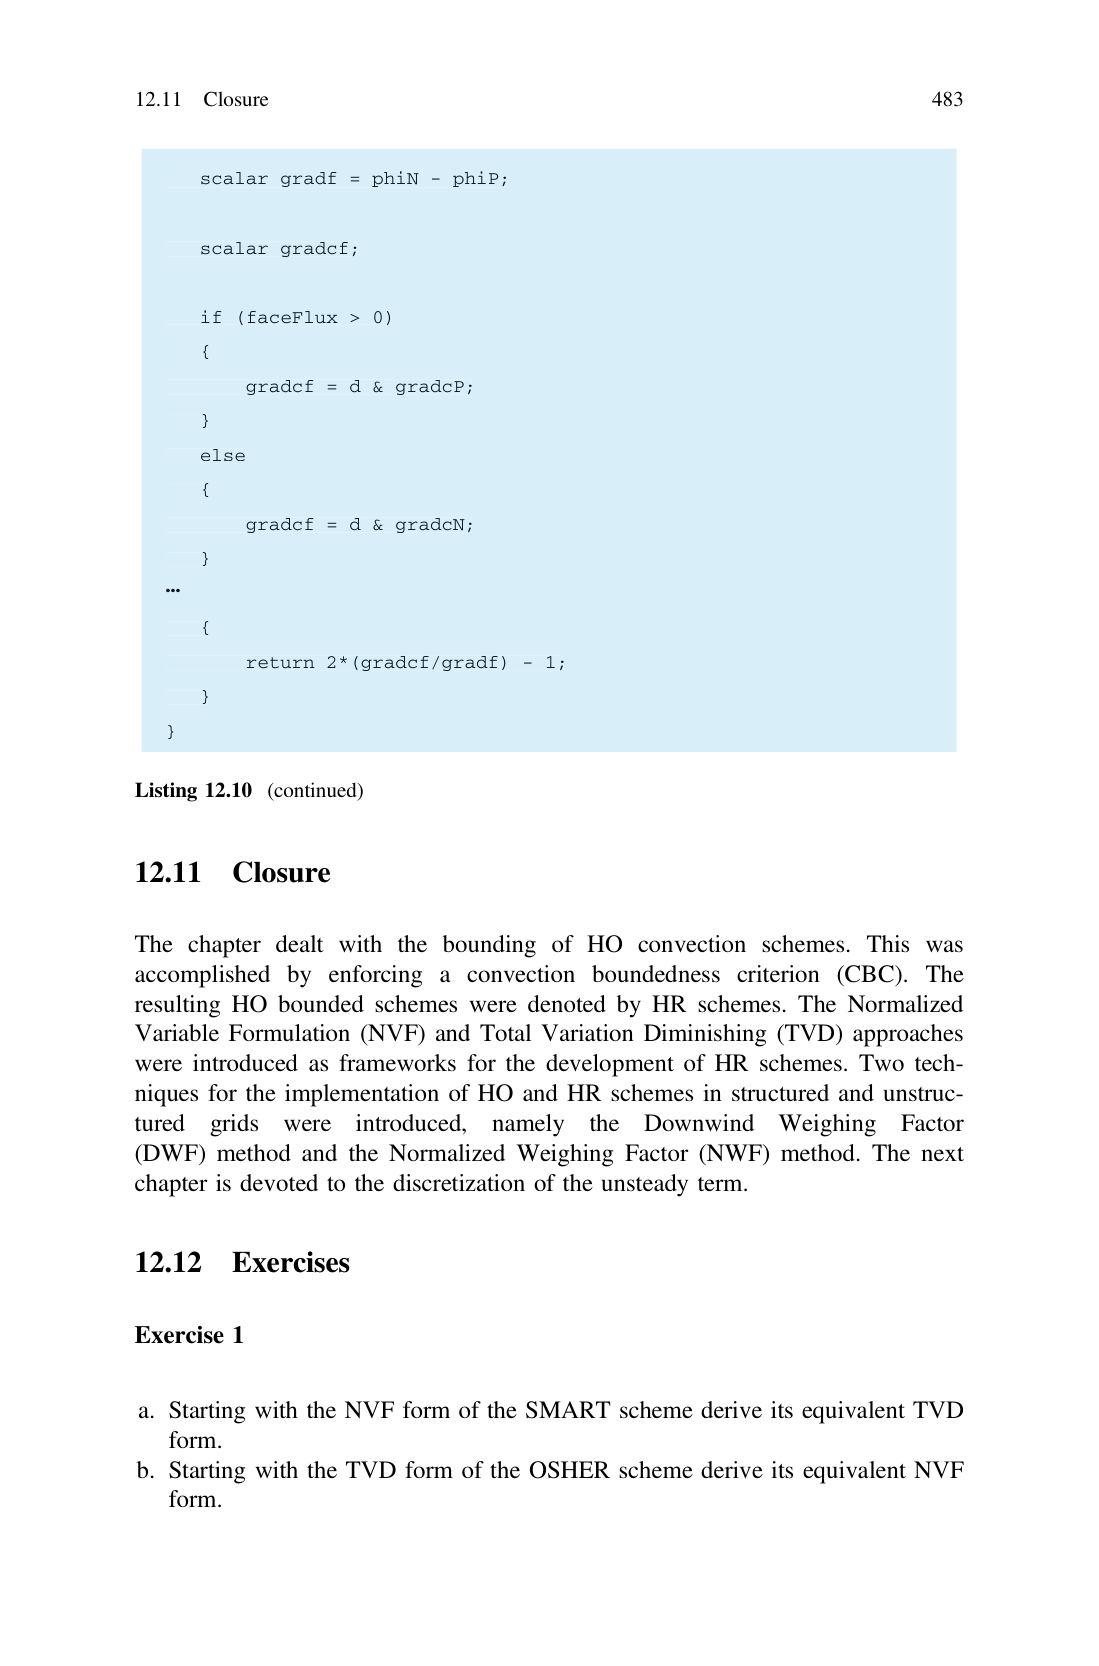 12.11 Closure 483
scalar gradf = phiN - phiP;
scalar gradcf;
if (faceFlux > 0)
{
gradcf = d & gradcP;
}
else
{
gradcf = d & gradcN;
}
…
{
return 2*(gradcf/gradf) - 1;
}
}
Listing 12.10 (continued)
12.11 Closure
The chapter dealt with the bounding of HO convection schemes. This was
accomplished by enforcing a convection boundedness criterion (CBC). The
resulting HO bounded schemes were denoted by HR schemes. The Normalized
Variable Formulation (NVF) and Total Variation Diminishing (TVD) approaches
were introduced as frameworks for the development of HR schemes. Two tech-
niques for the implementation of HO and HR schemes in structured and unstruc-
tured grids were introduced, namely the Downwind Weighing Factor
(DWF) method and the Normalized Weighing Factor (NWF) method. The next
chapter is devoted to the discretization of the unsteady term.
12.12 Exercises
Exercise 1
a. Starting with the NVF form of the SMART scheme derive its equivalent TVD
form.
b. Starting with the TVD form of the OSHER scheme derive its equivalent NVF
form.